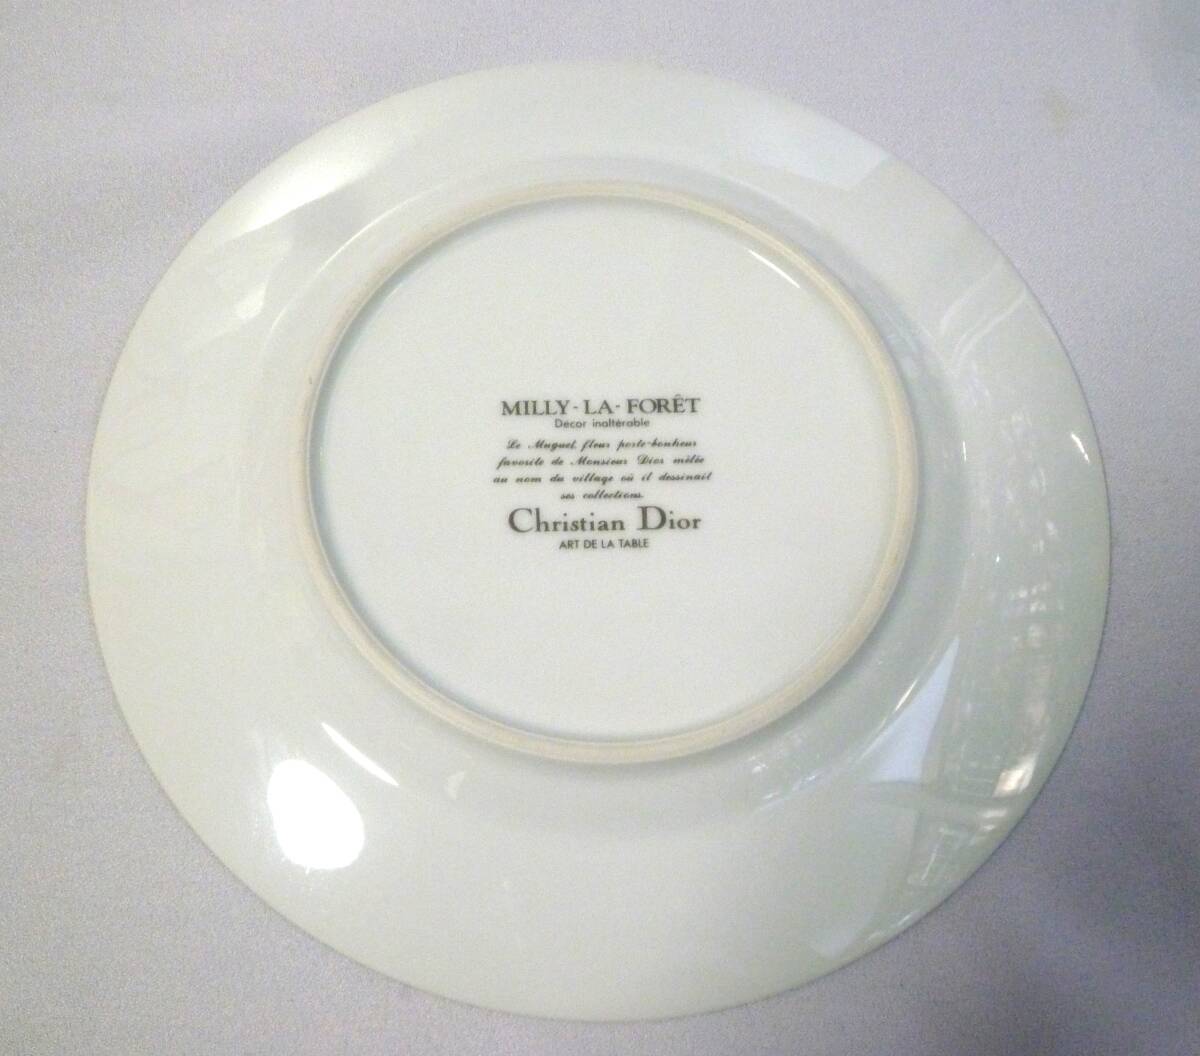 MILLY-LA-FORÊT
Decor inaltérable
Le Muguet, fleur porte-bonheur
favorite de Monsieur Dior mêlée
au nom du village où il dessinait
ses collections.
Christian Dior
ART DE LA TABLE